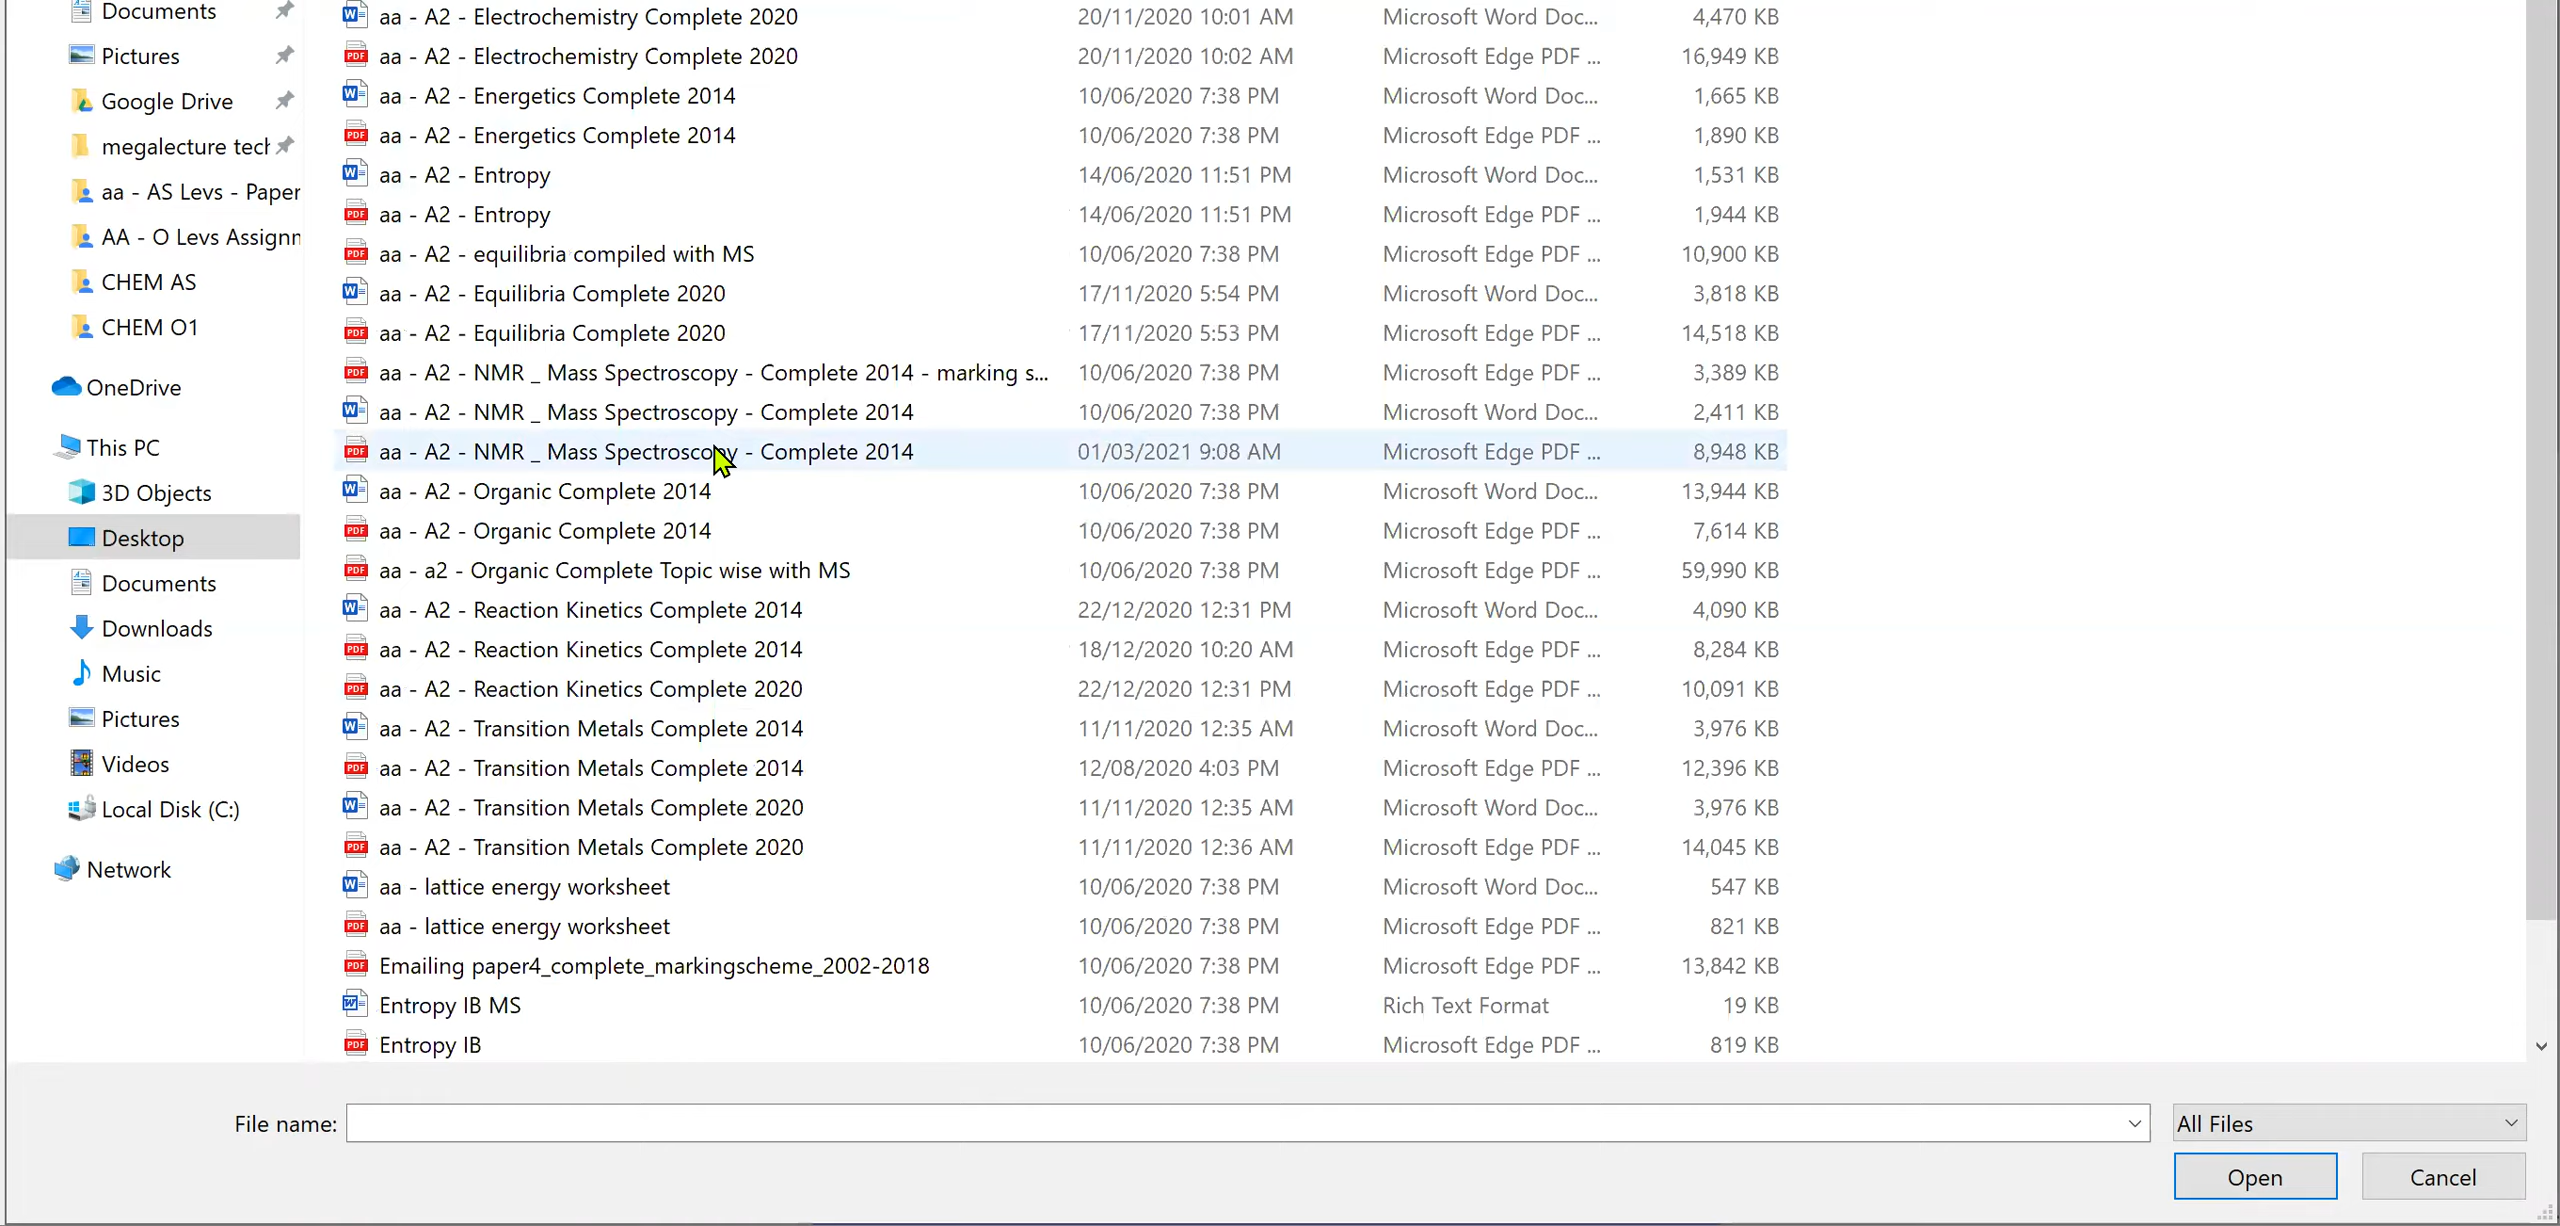 Documents
Pictures
Google Drive
megalecture tech
aa - AS Levs - Paper
AA - O Levs Assignm
CHEM AS
CHEM O1
OneDrive
This PC
3D Objects
Desktop
Documents
Downloads
Music
Pictures
Videos
Local Disk (C:)
Network
aa - A2 - Electrochemistry Complete 2020 20/11/2020 10:01 AM Microsoft Word Doc... 4,470 KB
aa - A2 - Electrochemistry Complete 2020 20/11/2020 10:02 AM Microsoft Edge PDF ... 16,949 KB
aa - A2 - Energetics Complete 2014 10/06/2020 7:38 PM Microsoft Word Doc... 1,665 KB
aa - A2 - Energetics Complete 2014 10/06/2020 7:38 PM Microsoft Edge PDF ... 1,890 KB
aa - A2 - Entropy 14/06/2020 11:51 PM Microsoft Word Doc... 1,531 KB
aa - A2 - Entropy 14/06/2020 11:51 PM Microsoft Edge PDF ... 1,944 KB
aa - A2 - equilibria compiled with MS 10/06/2020 7:38 PM Microsoft Edge PDF ... 10,900 KB
aa - A2 - Equilibria Complete 2020 17/11/2020 5:54 PM Microsoft Word Doc... 3,818 KB
aa - A2 - Equilibria Complete 2020 17/11/2020 5:53 PM Microsoft Edge PDF ... 14,518 KB
aa - A2 - NMR _ Mass Spectroscopy - Complete 2014 - marking s... 10/06/2020 7:38 PM Microsoft Edge PDF ... 3,389 KB
aa - A2 - NMR _ Mass Spectroscopy - Complete 2014 10/06/2020 7:38 PM Microsoft Word Doc... 2,411 KB
aa - A2 - NMR _ Mass Spectroscopy - Complete 2014 01/03/2021 9:08 AM Microsoft Edge PDF ... 8,948 KB
aa - A2 - Organic Complete 2014 10/06/2020 7:38 PM Microsoft Word Doc... 13,944 KB
aa - A2 - Organic Complete 2014 10/06/2020 7:38 PM Microsoft Edge PDF ... 7,614 KB
aa - a2 - Organic Complete Topic wise with MS 10/06/2020 7:38 PM Microsoft Edge PDF ... 59,990 KB
aa - A2 - Reaction Kinetics Complete 2014 22/12/2020 12:31 PM Microsoft Word Doc... 4,090 KB
aa - A2 - Reaction Kinetics Complete 2014 18/12/2020 10:20 AM Microsoft Edge PDF ... 8,284 KB
aa - A2 - Reaction Kinetics Complete 2020 22/12/2020 12:31 PM Microsoft Edge PDF ... 10,091 KB
aa - A2 - Transition Metals Complete 2014 11/11/2020 12:35 AM Microsoft Word Doc... 3,976 KB
aa - A2 - Transition Metals Complete 2014 12/08/2020 4:03 PM Microsoft Edge PDF ... 12,396 KB
aa - A2 - Transition Metals Complete 2020 11/11/2020 12:35 AM Microsoft Word Doc... 3,976 KB
aa - A2 - Transition Metals Complete 2020 11/11/2020 12:36 AM Microsoft Edge PDF ... 14,045 KB
aa - lattice energy worksheet 10/06/2020 7:38 PM Microsoft Word Doc... 547 KB
aa - lattice energy worksheet 10/06/2020 7:38 PM Microsoft Edge PDF ... 821 KB
Emailing paper4_complete_markingscheme_2002-2018 10/06/2020 7:38 PM Microsoft Edge PDF ... 13,842 KB
Entropy IB MS 10/06/2020 7:38 PM Rich Text Format 19 KB
Entropy IB 10/06/2020 7:38 PM Microsoft Edge PDF ... 819 KB
File name: All Files
Open Cancel